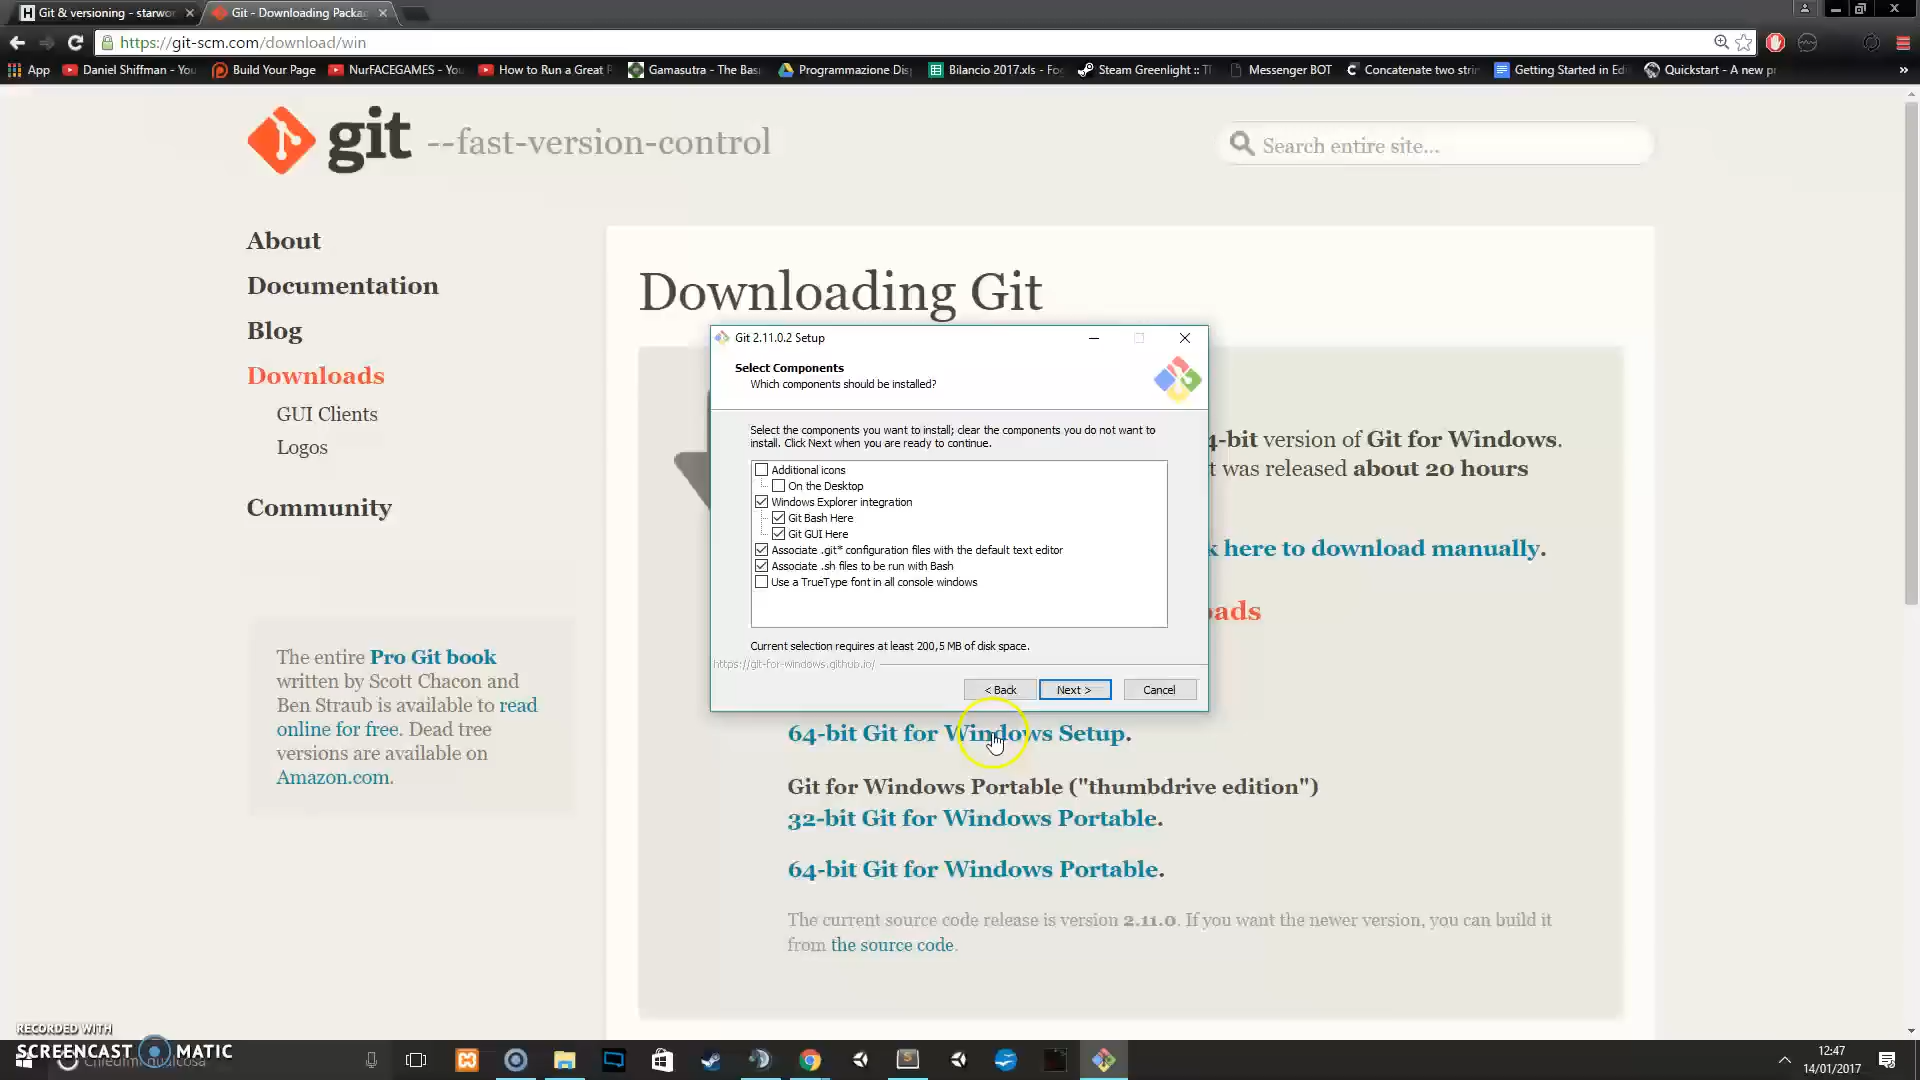 Git & versioning - starwo
Git - Downloading Packa
https://git-scm.com/download/win
App
Daniel Shiffman - You
Build Your Page
NurFACEGAMES - You
How to Run a Great
Gamasutra - The Bas
Programmazione Disp
Bilancio 2017.xls - Fog
Steam Greenlight :: T
Messenger BOT
Concatenate two strin
Getting Started in Edi
Quickstart - A new p
»
git --fast-version-control
Search entire site...
About
Documentation
Blog
Downloads
GUI Clients
Logos
Community
The entire Pro Git book
written by Scott Chacon and
Ben Straub is available to read
online for free. Dead tree
versions are available on
Amazon.com.
Downloading Git
4-bit version of Git for Windows.
t was released about 20 hours
k here to download manually.
oads
Git 2.11.0.2 Setup
Select Components
Which components should be installed?
Select the components you want to install; clear the components you do not want to
install. Click Next when you are ready to continue.
Additional icons
On the Desktop
Windows Explorer integration
Git Bash Here
Git GUI Here
Associate .git* configuration files with the default text editor
Associate .sh files to be run with Bash
Use a TrueType font in all console windows
Current selection requires at least 200,5 MB of disk space.
https://git-for-windows.github.io/
< Back
Next >
Cancel
64-bit Git for Windows Setup.
Git for Windows Portable ("thumbdrive edition")
32-bit Git for Windows Portable.
64-bit Git for Windows Portable.
The current source code release is version 2.11.0. If you want the newer version, you can build it
from the source code.
RECORDED WITH
SCREENCAST MATIC
Chiedimi qualcosa
12:47
14/01/2017